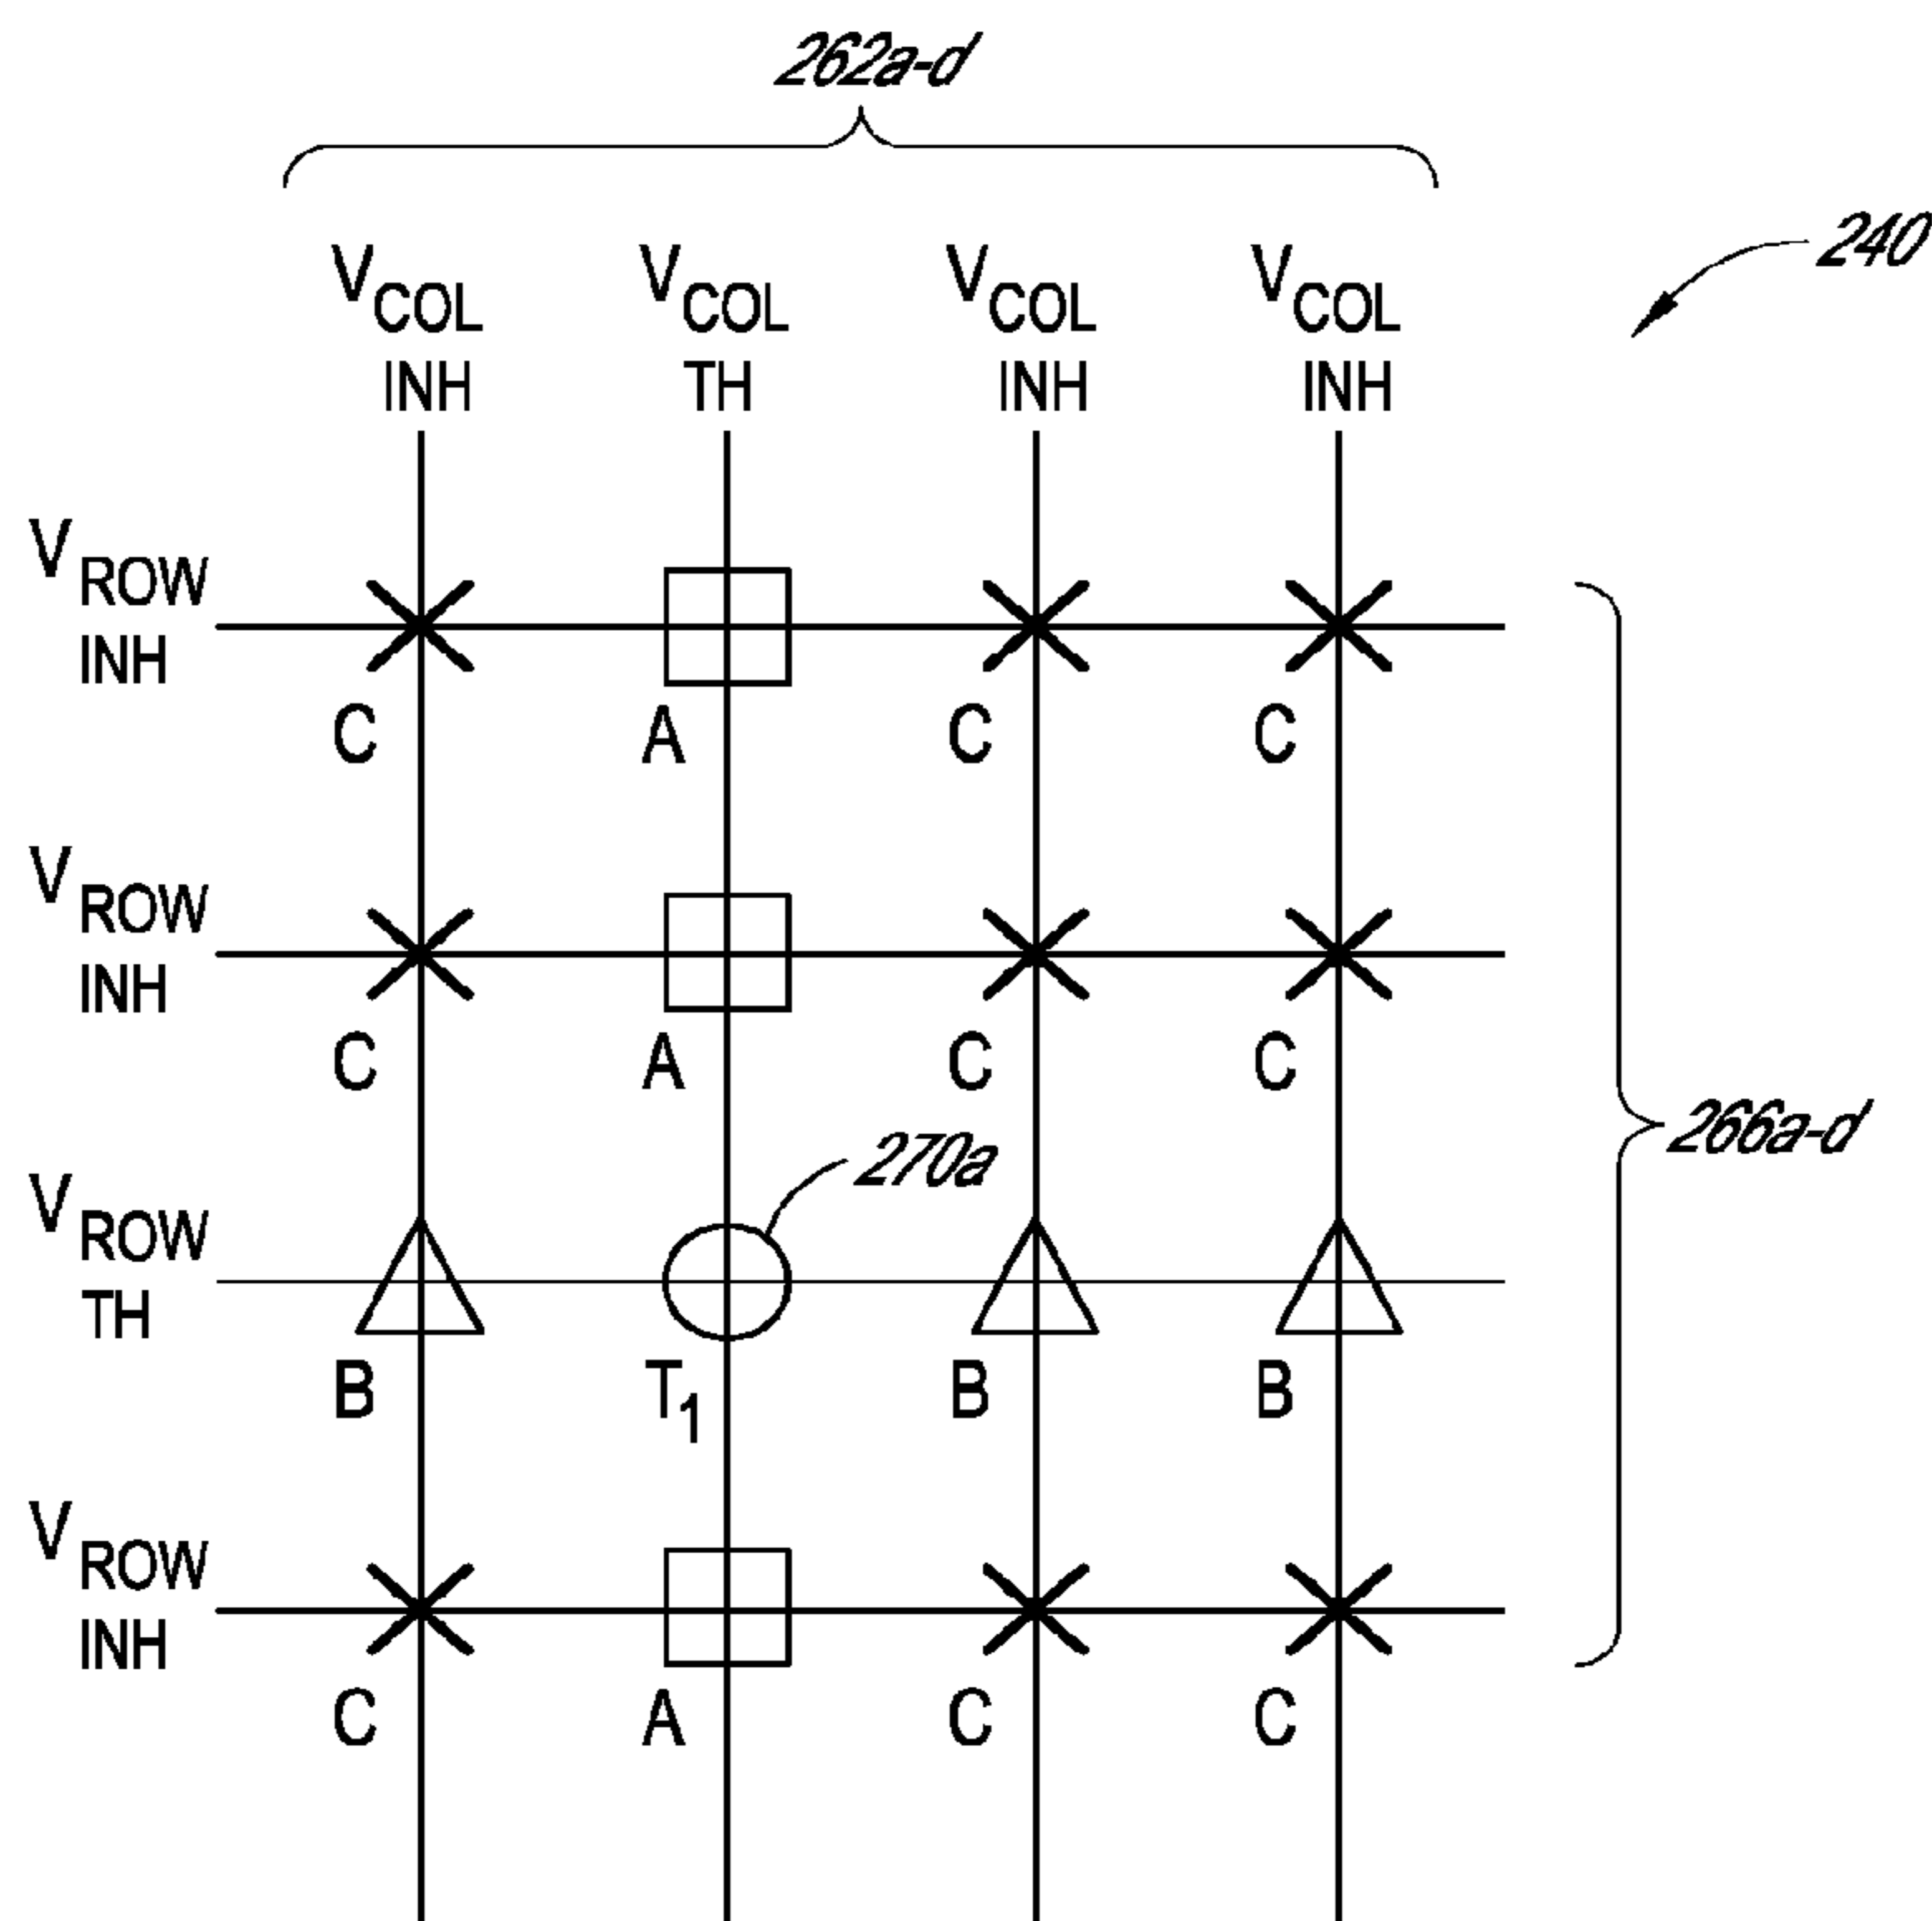 262a-d
240
V COL INH V COL TH V COL INH V COL INH
V ROW INH
C A C C
V ROW INH
C A C C
266a-d
270a
V ROW TH
B T1 B B
V ROW INH
C A C C